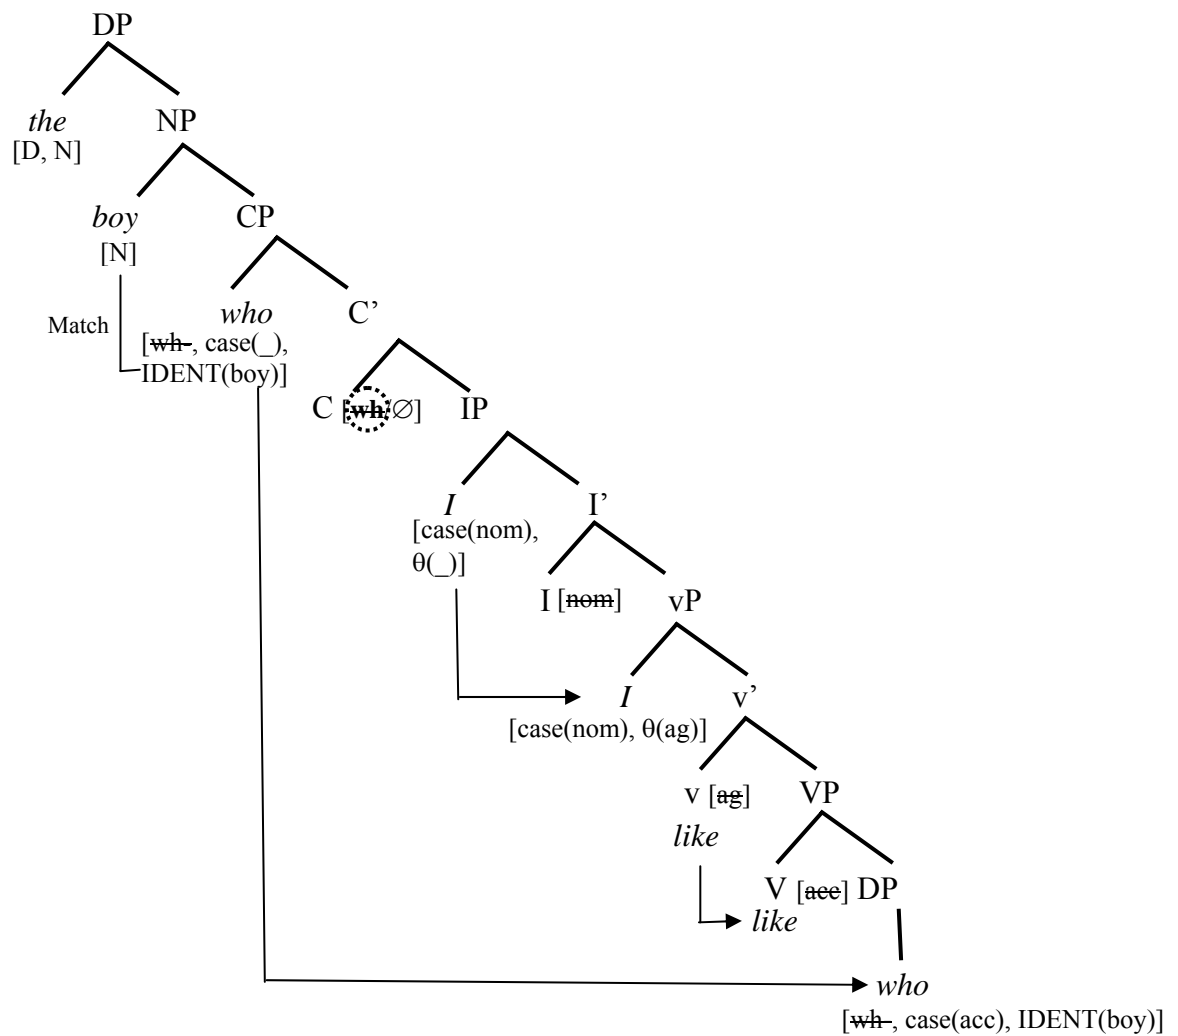 DP
the NP
[D, N]
boy CP
[N]
who C’
Match
[wh-, case(_),
IDENT(boy)]
C [wh/∅] IP
I I’
[case(nom),
θ(_)]
I [nom] vP
I v’
[case(nom), θ(ag)]
v [ag] VP
like
V [acc] DP
like
who
[wh-, case(acc), IDENT(boy)]